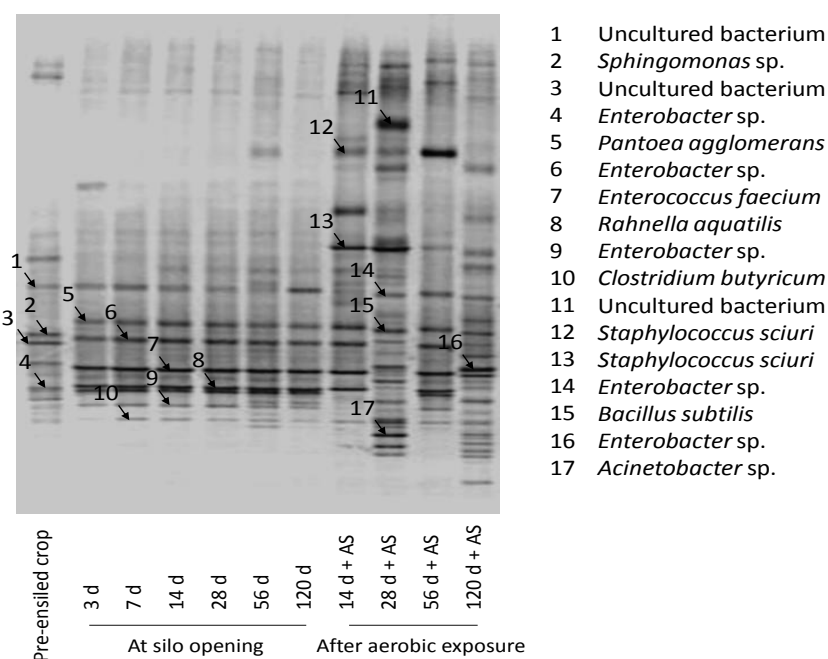 1 Uncultured bacterium
2 Sphingomonas sp.
3 Uncultured bacterium
4 Enterobacter sp.
5 Pantoea agglomerans
6 Enterobacter sp.
7 Enterococcus faecium
8 Rahnella aquatilis
9 Enterobacter sp.
10 Clostridium butyricum
11 Uncultured bacterium
12 Staphylococcus sciuri
13 Staphylococcus sciuri
14 Enterobacter sp.
15 Bacillus subtilis
16 Enterobacter sp.
17 Acinetobacter sp.
11
12
13
1
14
2
5
6
15
3
7
16
4
8
9
10
17
Pre-ensiled crop
3 d
7 d
14 d
28 d
56 d
120 d
14 d + AS
28 d + AS
56 d + AS
120 d + AS
At silo opening
After aerobic exposure